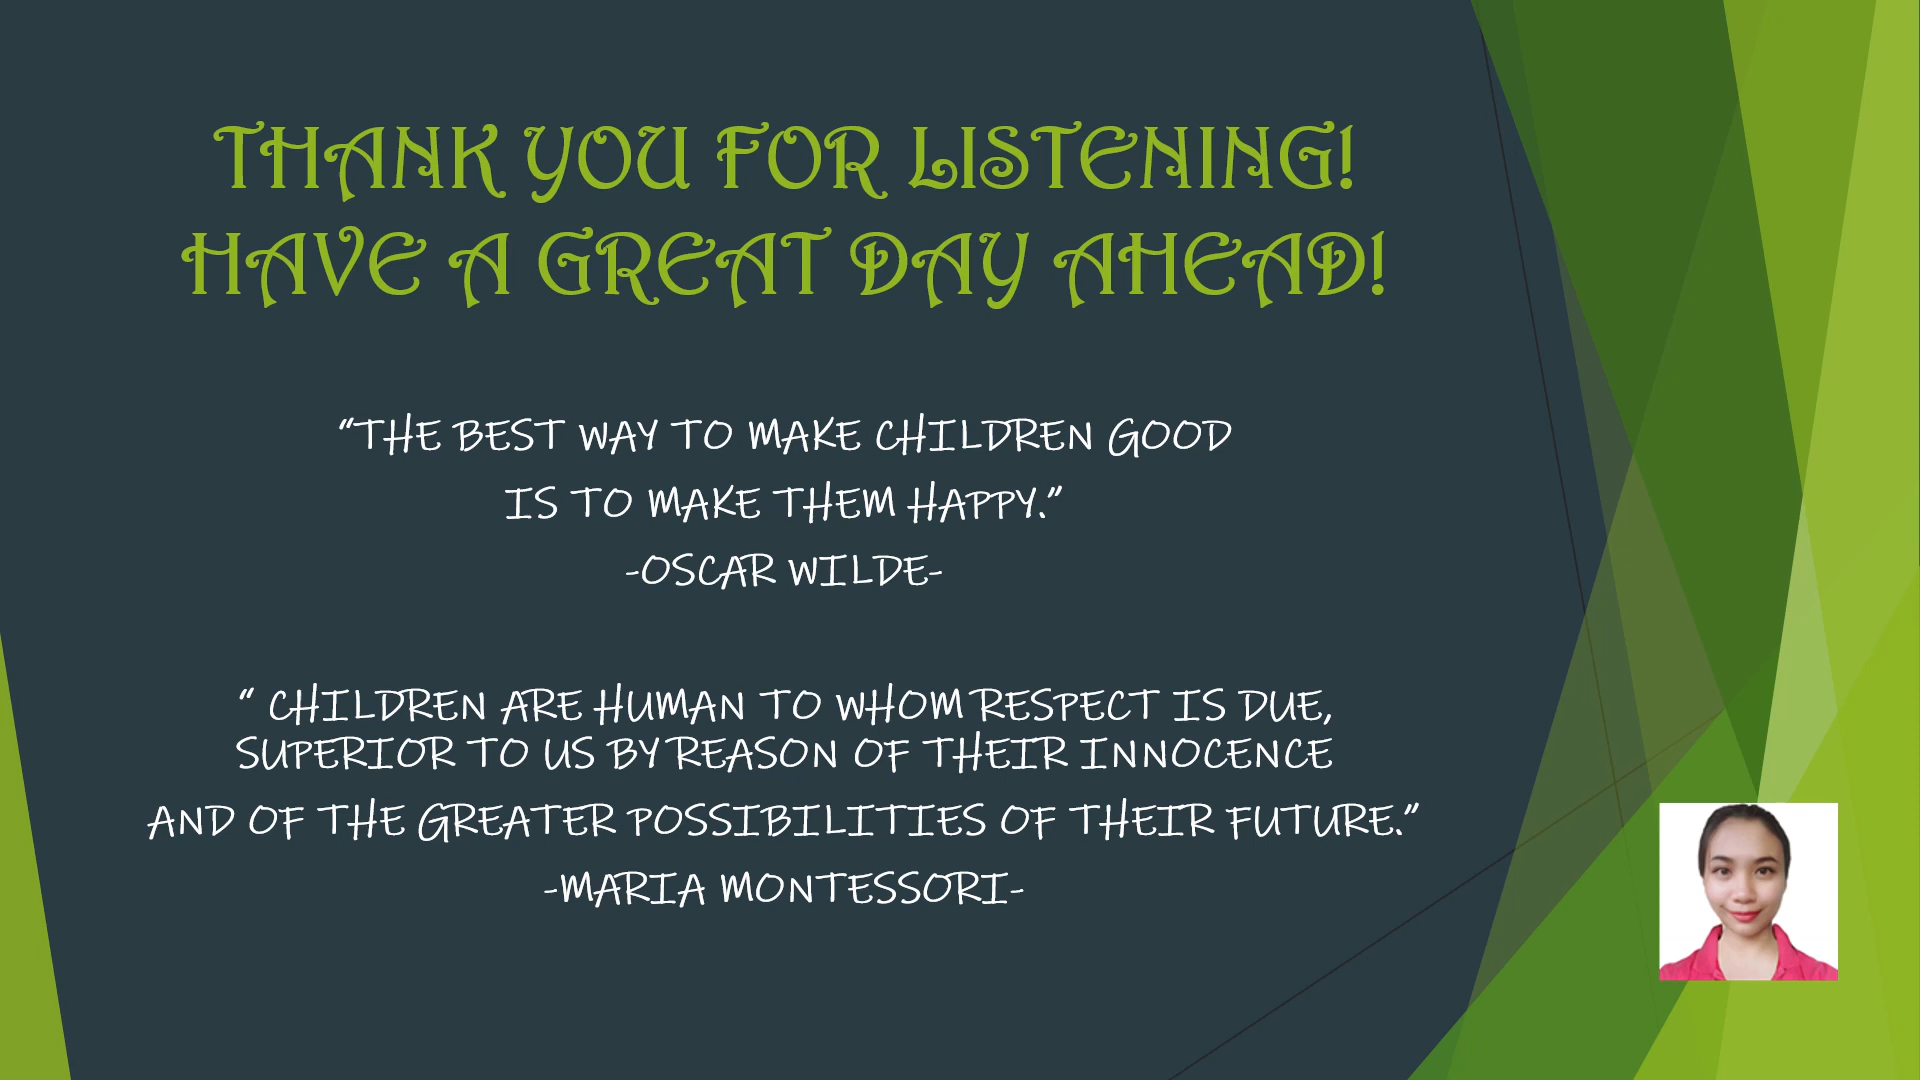 THANK YOU FOR LISTENING!
HAVE A GREAT DAY AHEAD!
“THE BEST WAY TO MAKE CHILDREN GOOD
IS TO MAKE THEM HAPPY.”
-OSCAR WILDE-
“ CHILDREN ARE HUMAN TO WHOM RESPECT IS DUE,
SUPERIOR TO US BY REASON OF THEIR INNOCENCE
AND OF THE GREATER POSSIBILITIES OF THEIR FUTURE.”
-MARIA MONTESSORI-